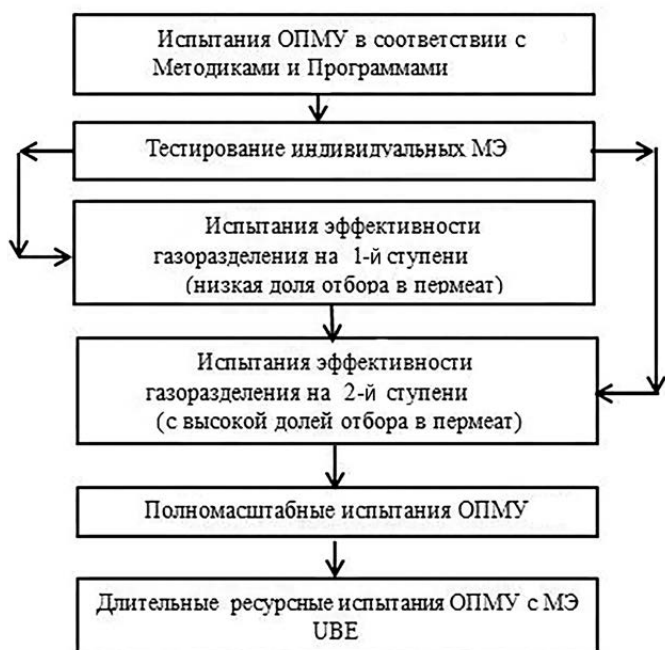 Испытания ОПМУ в соответствии с
Методиками и Программами
Тестирование индивидуальных МЭ
Испытания эффективности
газоразделения на 1-й ступени
(низкая доля отбора в пермеат)
Испытания эффективности
газоразделения на 2-й ступени
(с высокой долей отбора в пермеат)
Полномасштабные испытания ОПМУ
Длительные ресурсные испытания ОПМУ с МЭ
UBE